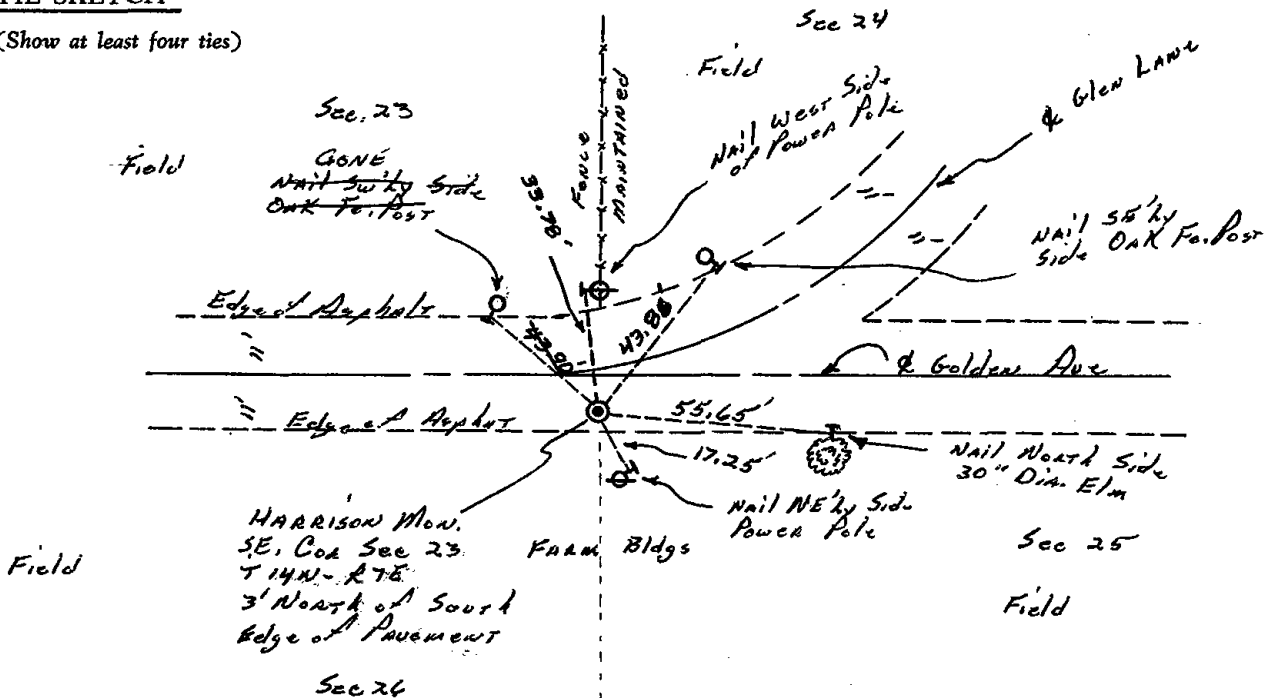 TIE SKETCH
(Show at least four ties)
Sec 24
Field
Sec. 23
Field
GONE
Nail SW'ly Side
OAK Fe. Post
Fence
MAINTAINED
33.78'
Nail West Side
of Power Pole
℄ Glen Lane
Nail SE'ly
Side OAK Fe. Post
Edge of Asphalt
43.90'
43.86
"
℄ Golden Ave
"
Edge of Asphlt
55.65'
17.25'
Nail North Side
30" Dia. Elm
Nail NE'ly Side
Power Pole
HARRISON MON.
S.E. Cor Sec 23
T 14N - R 7E
3' North of South
Edge of Pavement
Field
FARM Bldgs
Sec 25
Field
Sec 26